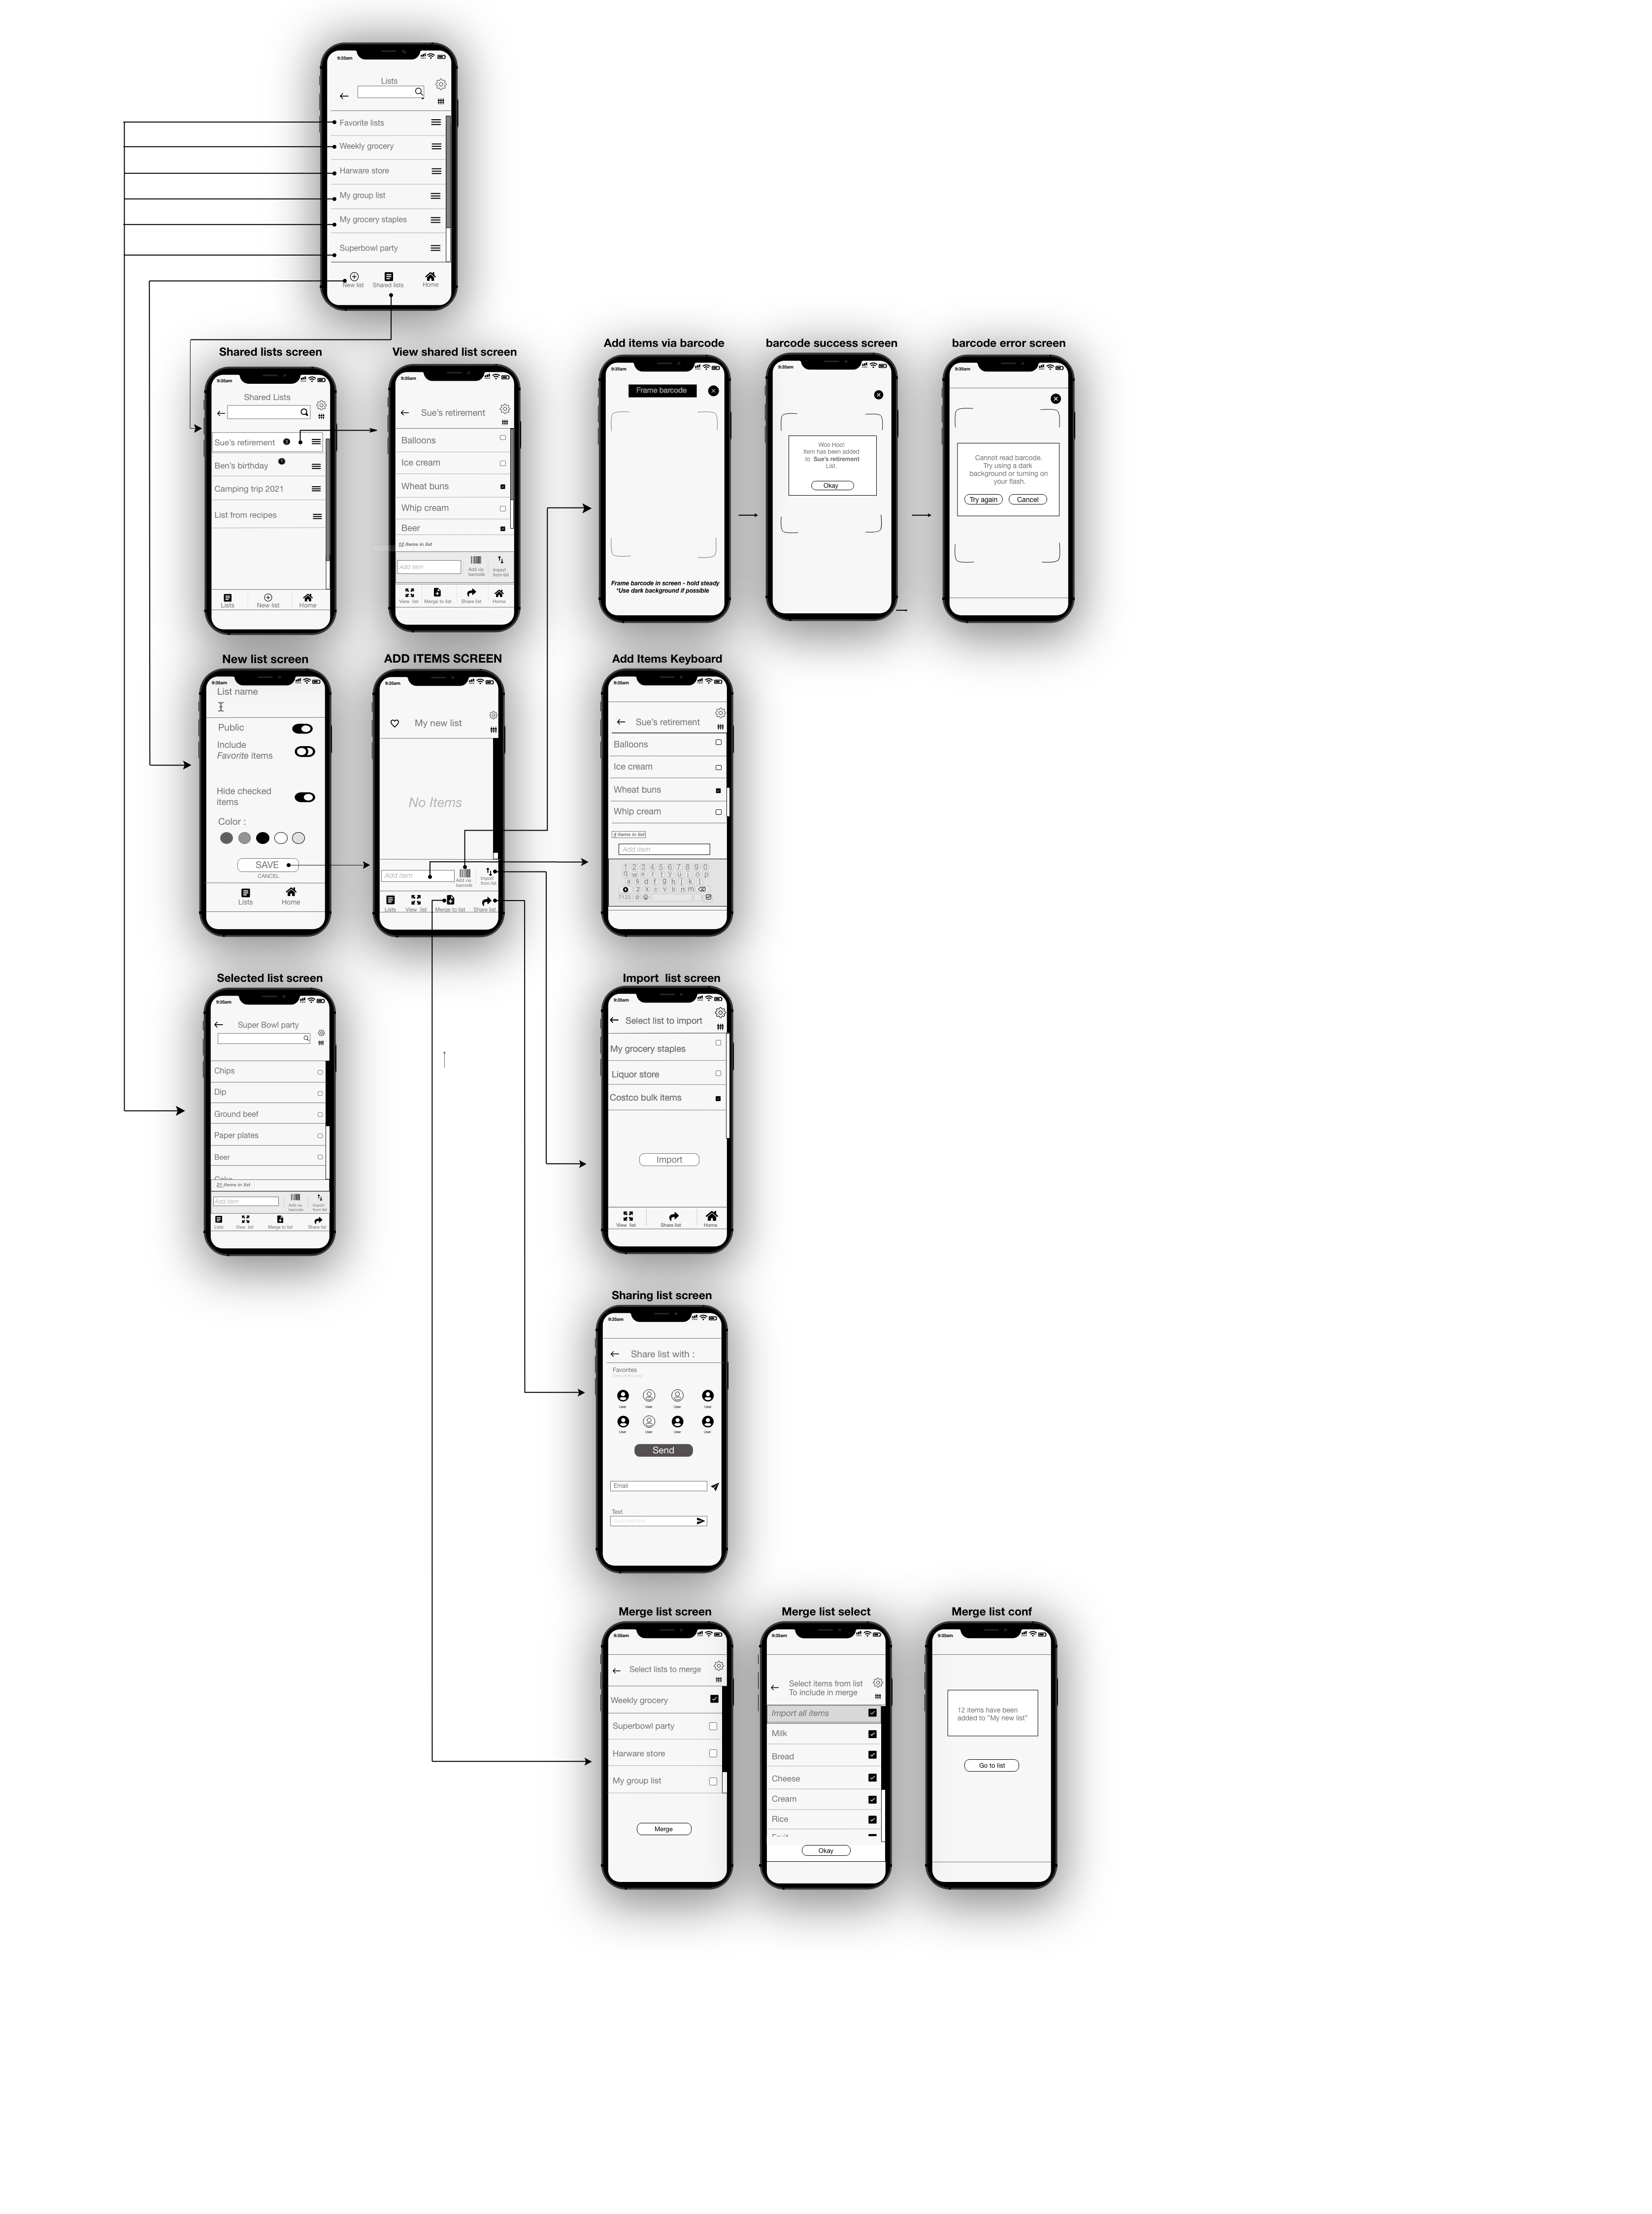 9:35am
Lists
Favorite lists
Weekly grocery
Harware store
My group list
My grocery staples
Superbowl party
New list
Shared lists
Home
Shared lists screen
9:35am
Shared Lists
Sue's retirement
Ben's birthday
Camping trip 2021
List from recipes
Lists
New list
Home
View shared list screen
9:35am
Sue's retirement
Balloons
Ice cream
Wheat buns
Whip cream
Beer
items in list
Add item
Add via
barcode
Import
from list
View list
Merge to list
Share list
Home
Add items via barcode
9:35am
Frame barcode
Frame barcode in screen - hold steady
*Use dark background if possible
barcode success screen
9:35am
Woo Hoo!
Item has been added
to Sue's retirement
List.
Okay
barcode error screen
9:35am
Cannot read barcode.
Try using a dark
background or turning on
your flash.
Try again
Cancel
New list screen
9:35am
List name
Public
Include
Favorite items
Hide checked
items
Color :
SAVE
CANCEL
Lists
Home
ADD ITEMS SCREEN
9:35am
My new list
No Items
Add item
Add via
barcode
Import
from list
Lists
View list
Merge to list
Share list
Add Items Keyboard
9:35am
Sue's retirement
Balloons
Ice cream
Wheat buns
Whip cream
items in list
Add item
1 2 3 4 5 6 7 8 9 0
q w e r t y u i o p
a s d f g h j k l
z x c v b n m
?123
Selected list screen
9:35am
Super Bowl party
Chips
Dip
Ground beef
Paper plates
Beer
21 items in list
Add item
Add via
barcode
Import
from list
Lists
View list
Merge to list
Share list
Import list screen
9:35am
Select list to import
My grocery staples
Liquor store
Costco bulk items
Import
View list
Share list
Home
Sharing list screen
9:35am
Share list with :
Favorites
User
User
User
User
User
User
User
User
Send
Email
Text
Merge list screen
9:35am
Select lists to merge
Weekly grocery
Superbowl party
Harware store
My group list
Merge
Merge list select
9:35am
Select items from list
To include in merge
Import all items
Milk
Bread
Cheese
Cream
Rice
Okay
Merge list conf
9:35am
12 items have been
added to "My new list"
Go to list